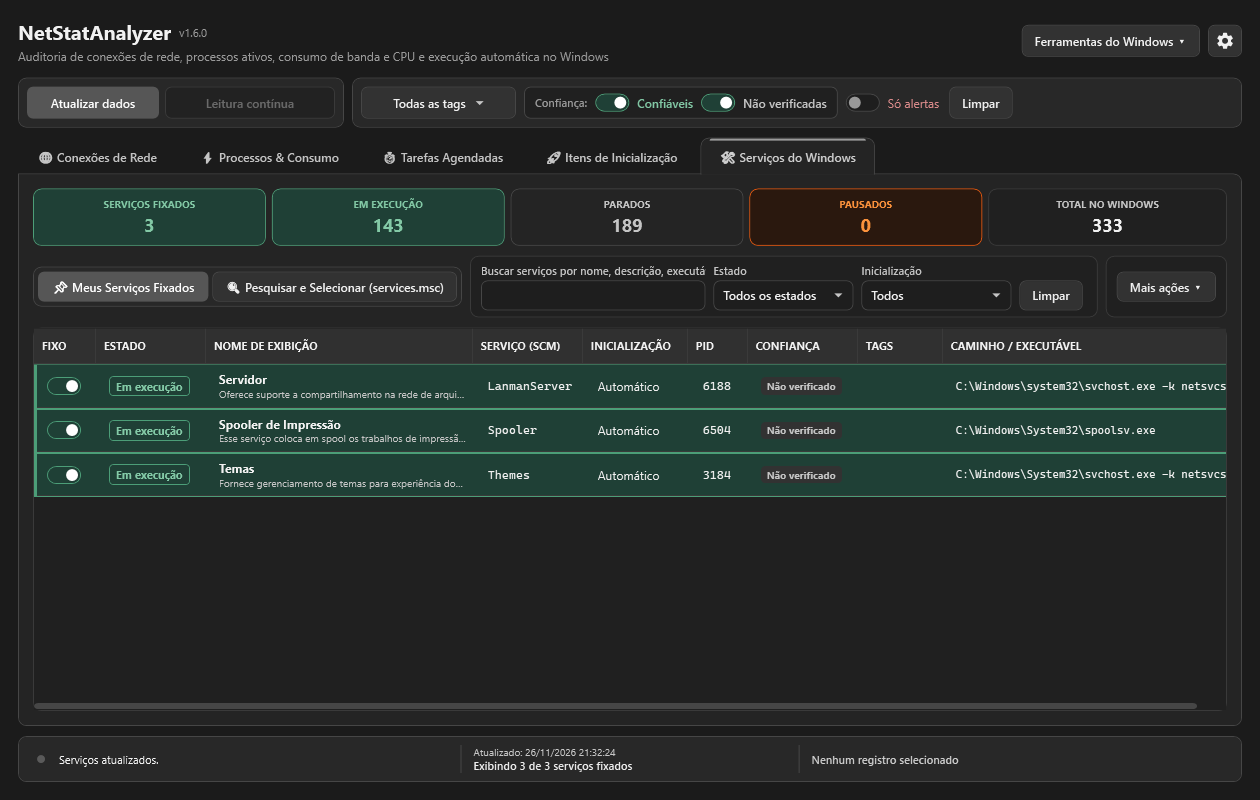 NetStatAnalyzer v1.6.0
Auditoria de conexões de rede, processos ativos, consumo de banda e CPU e execução automática no Windows
Ferramentas do Windows
Atualizar dados
Leitura contínua
Todas as tags
Confiança:
Confiáveis
Não verificadas
Só alertas
Limpar
Conexões de Rede
Processos & Consumo
Tarefas Agendadas
Itens de Inicialização
Serviços do Windows
SERVIÇOS FIXADOS
3
EM EXECUÇÃO
143
PARADOS
189
PAUSADOS
0
TOTAL NO WINDOWS
333
Meus Serviços Fixados
Pesquisar e Selecionar (services.msc)
Buscar serviços por nome, descrição, executá
Estado
Todos os estados
Inicialização
Todos
Limpar
Mais ações
FIXO ESTADO NOME DE EXIBIÇÃO SERVIÇO (SCM) INICIALIZAÇÃO PID CONFIANÇA TAGS CAMINHO / EXECUTÁVEL
Em execução Servidor LanmanServer Automático 6188 Não verificado C:\Windows\system32\svchost.exe -k netsvcs
Oferece suporte a compartilhamento na rede de arqui...
Em execução Spooler de Impressão Spooler Automático 6504 Não verificado C:\Windows\System32\spoolsv.exe
Esse serviço coloca em spool os trabalhos de impressã...
Em execução Temas Themes Automático 3184 Não verificado C:\Windows\System32\svchost.exe -k netsvcs
Fornece gerenciamento de temas para experiência do...
Serviços atualizados.
Atualizado: 26/11/2026 21:32:24
Exibindo 3 de 3 serviços fixados
Nenhum registro selecionado